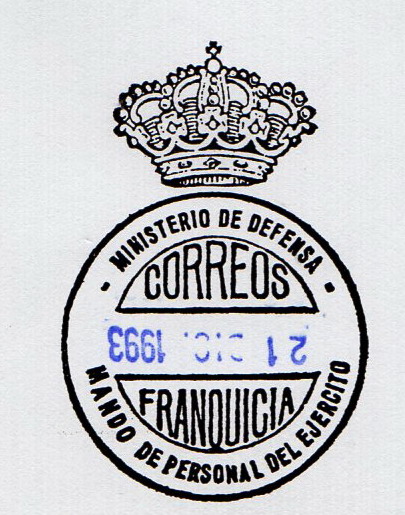 MINISTERIO DE DEFENSA
CORREOS
21 DIC. 1993
FRANQUICIA
MANDO DE PERSONAL DEL EJERCITO